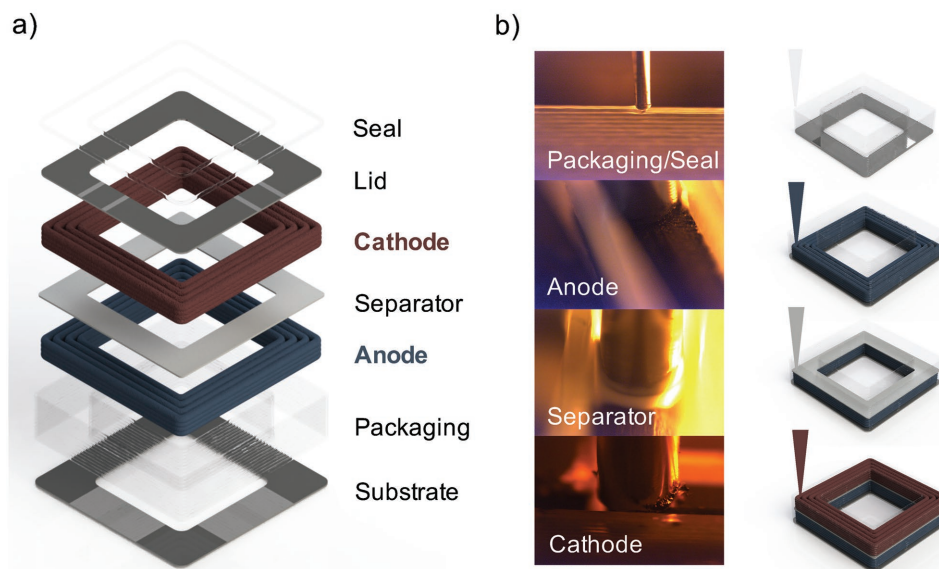 a)
Seal
Lid
Cathode
Separator
Anode
Packaging
Substrate
b)
Packaging/Seal
Anode
Separator
Cathode